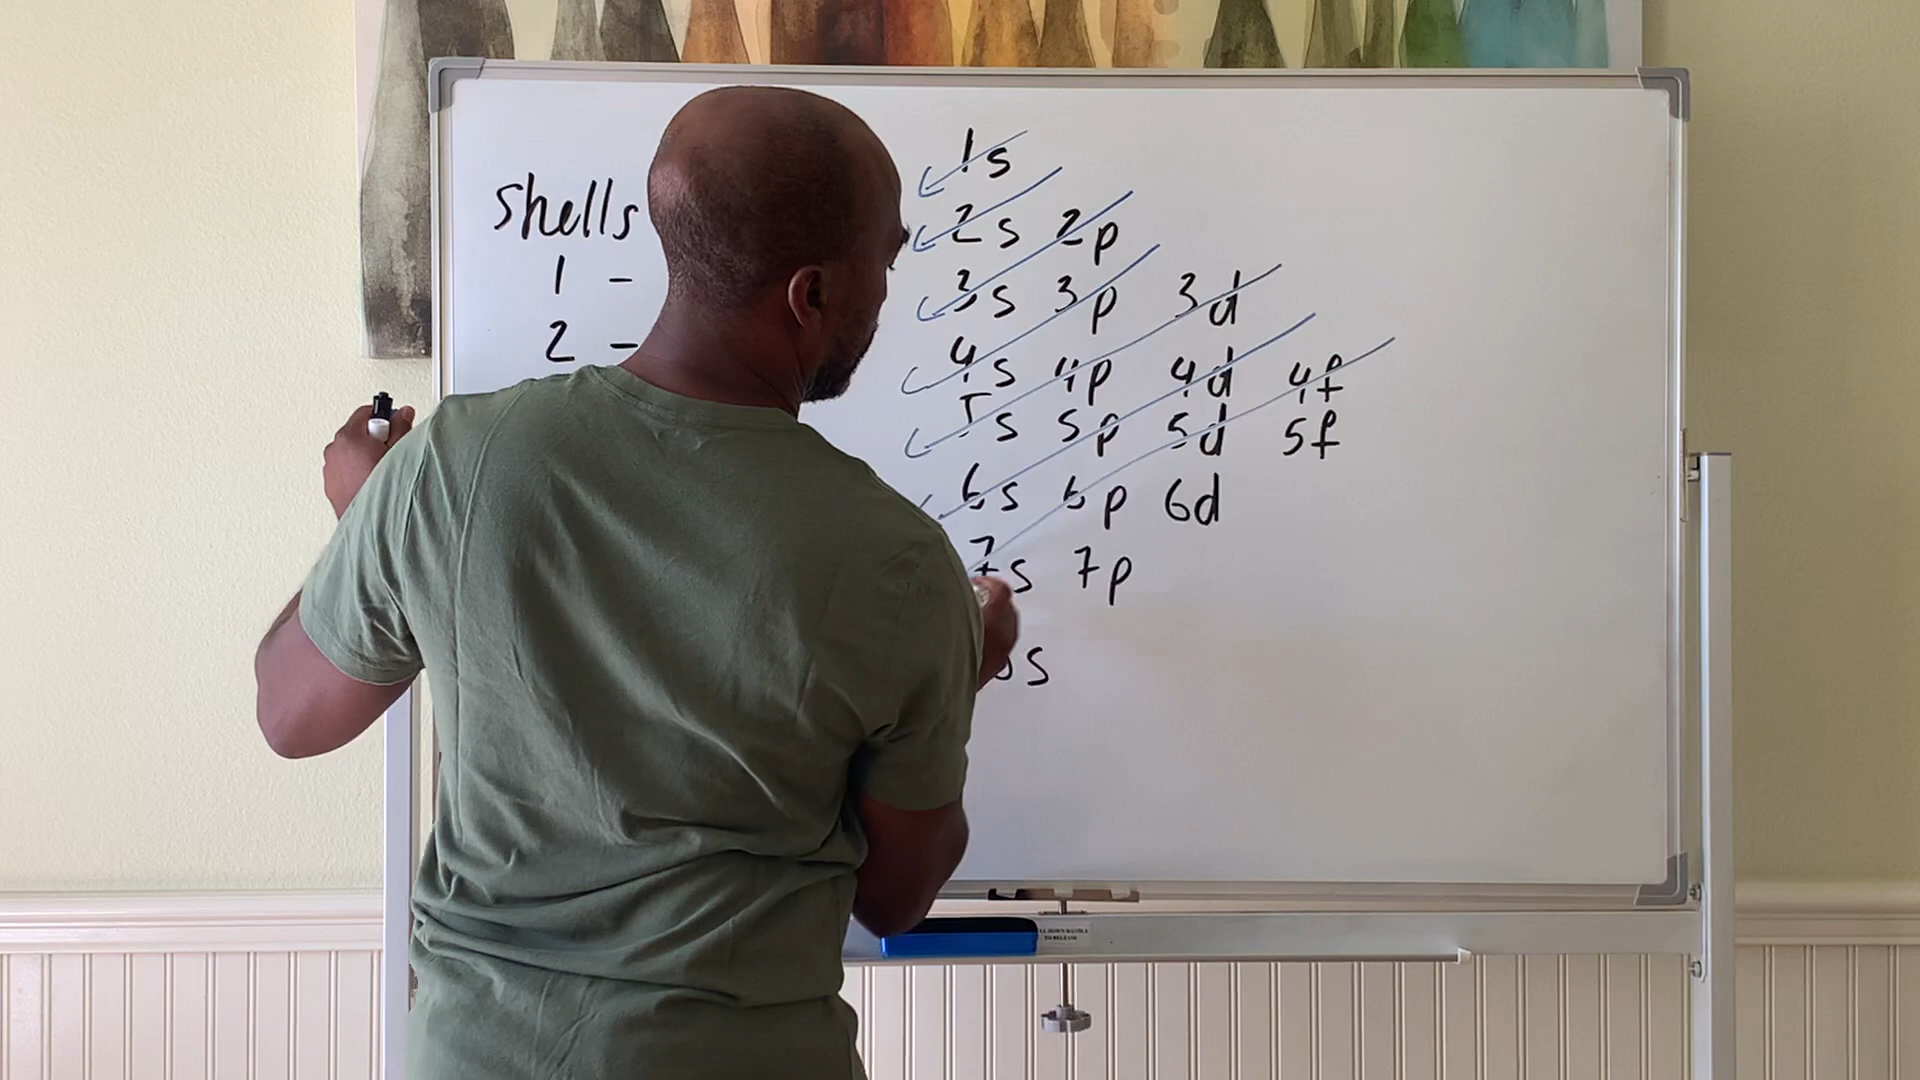 shells
1 -
2 -
1s
2s 2p
3s 3p 3d
4s 4p 4d 4f
5s 5p 5d 5f
6s 6p 6d
7s 7p
s